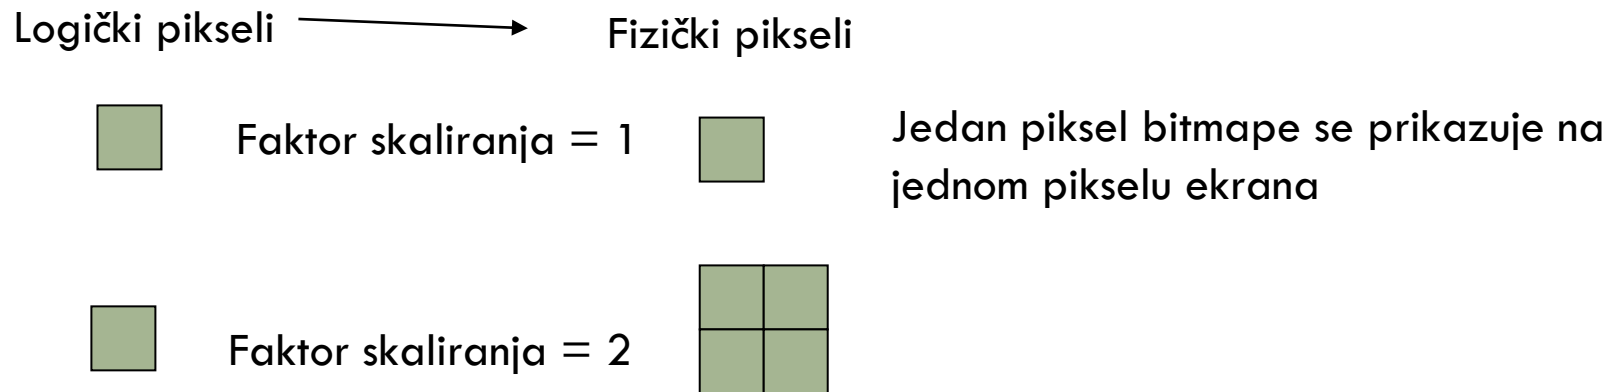 Logički pikseli
Fizički pikseli
Faktor skaliranja = 1
Jedan piksel bitmape se prikazuje na
jednom pikselu ekrana
Faktor skaliranja = 2